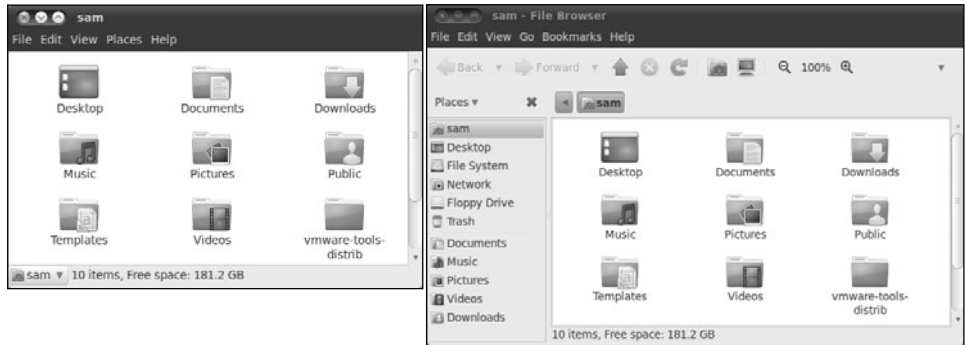 sam
File Edit View Places Help
Desktop Documents Downloads
Music Pictures Public
Templates Videos vmware-tools-
distrib
sam 10 items, Free space: 181.2 GB
sam - File Browser
File Edit View Go Bookmarks Help
Back Forward 100%
Places sam
sam
Desktop
File System
Network
Floppy Drive
Trash
Documents
Music
Pictures
Videos
Downloads
Desktop Documents Downloads
Music Pictures Public
Templates Videos vmware-tools-
distrib
10 items, Free space: 181.2 GB